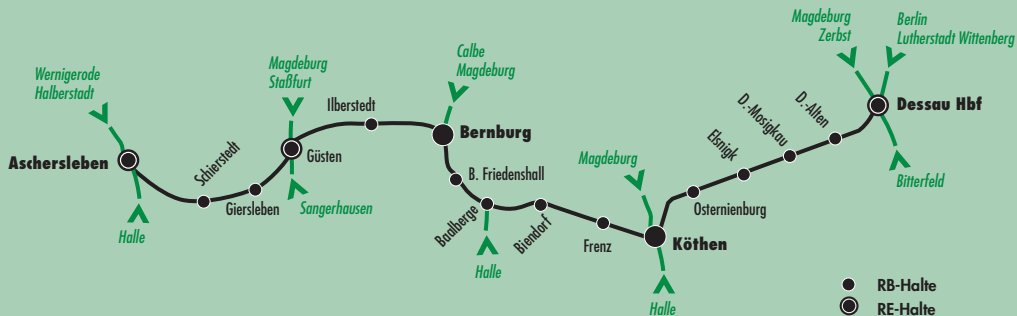 Wernigerode
Halberstadt
Aschersleben
Halle
Schierstedt
Giersleben
Magdeburg
Staßfurt
Güsten
Sangerhausen
Ilberstedt
Calbe
Magdeburg
Bernburg
B. Friedenshall
Baalberge
Halle
Biendorf
Frenz
Magdeburg
Köthen
Halle
Osternienburg
Elsnigk
D.-Mosigkau
D.-Alten
Magdeburg
Zerbst
Berlin
Lutherstadt Wittenberg
Dessau Hbf
Bitterfeld
RB-Halte
RE-Halte